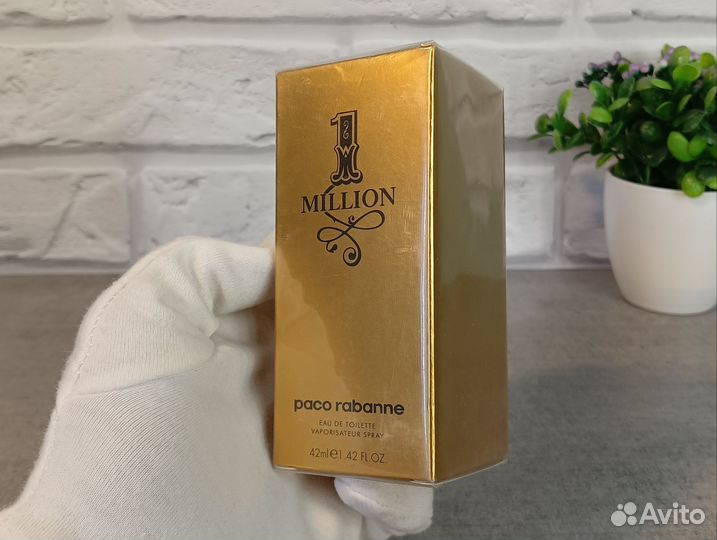 1
MILLION
paco rabanne
EAU DE TOILETTE
VAPORISATEUR SPRAY
42ml℮1.42 FL.OZ.
Avito